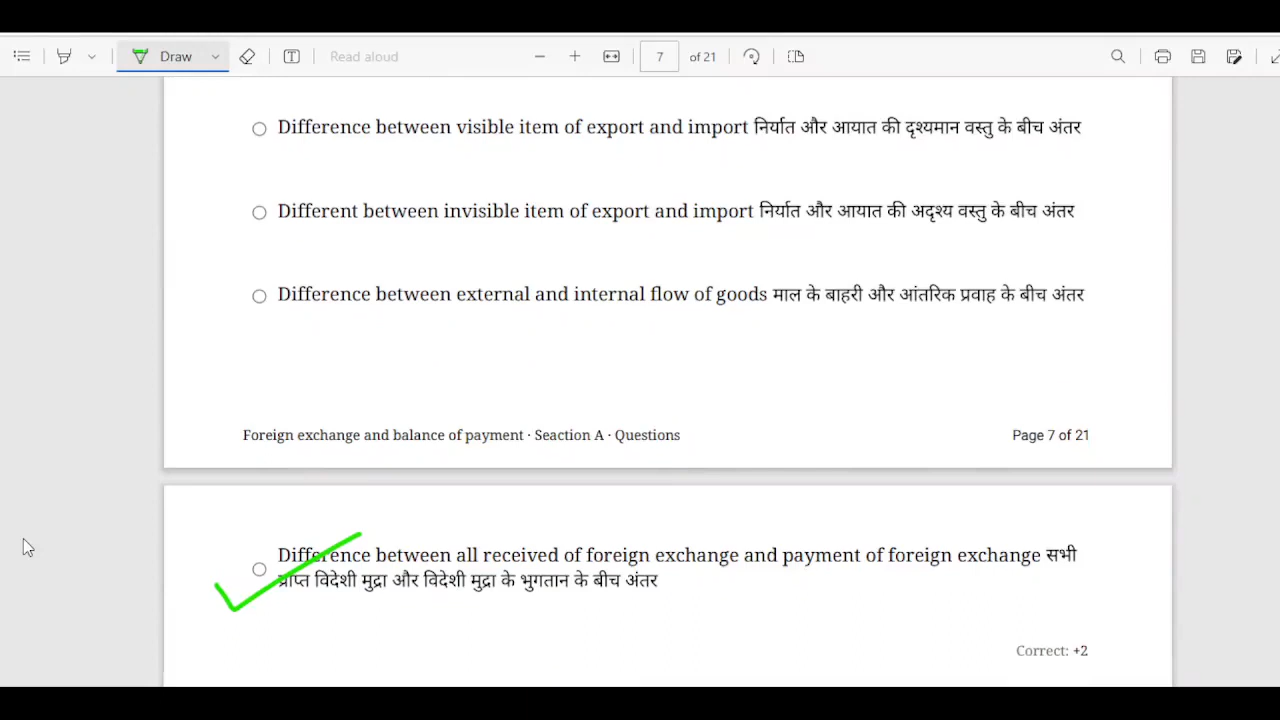 Draw
Read aloud
7
of 21
Difference between visible item of export and import निर्यात और आयात की दृश्यमान वस्तु के बीच अंतर
Different between invisible item of export and import निर्यात और आयात की अदृश्य वस्तु के बीच अंतर
Difference between external and internal flow of goods माल के बाहरी और आंतरिक प्रवाह के बीच अंतर
Foreign exchange and balance of payment · Seaction A · Questions
Page 7 of 21
Difference between all received of foreign exchange and payment of foreign exchange सभी
प्राप्त विदेशी मुद्रा और विदेशी मुद्रा के भुगतान के बीच अंतर
Correct: +2